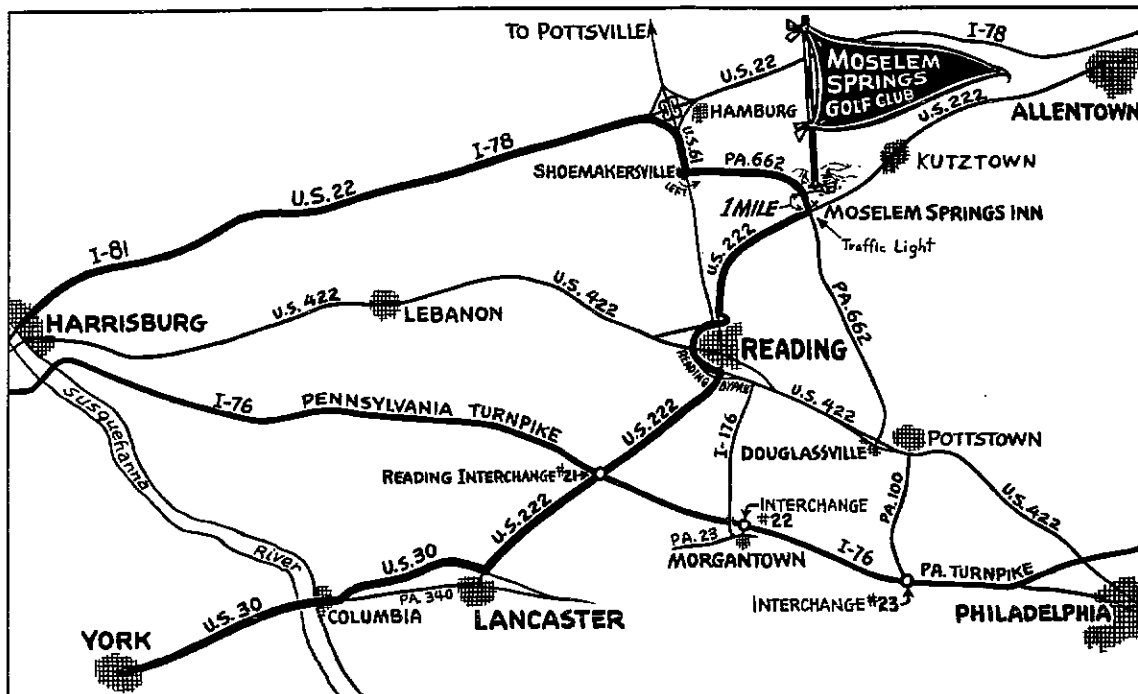 TO POTTSVILLE
I-78
MOSELEM
SPRINGS
GOLF CLUB
U.S.22
HAMBURG
U.S.222
ALLENTOWN
I-78
U.S.61
PA.662
KUTZTOWN
SHOEMAKERSVILLE
LEFT
U.S.22
1 MILE
MOSELEM SPRINGS INN
Traffic Light
I-81
U.S.222
U.S.422
U.S.422
PA.662
HARRISBURG
LEBANON
READING
READING BYPASS
Susquehanna
River
I-76
PENNSYLVANIA TURNPIKE
U.S.222
U.S.422
I-176
DOUGLASSVILLE
POTTSTOWN
READING INTERCHANGE #21
PA.100
U.S.422
INTERCHANGE
#22
U.S.222
PA.23
MORGANTOWN
I-76
PA. TURNPIKE
U.S.30
PA.340
INTERCHANGE #23
PHILADELPHIA
U.S.30
COLUMBIA
LANCASTER
YORK